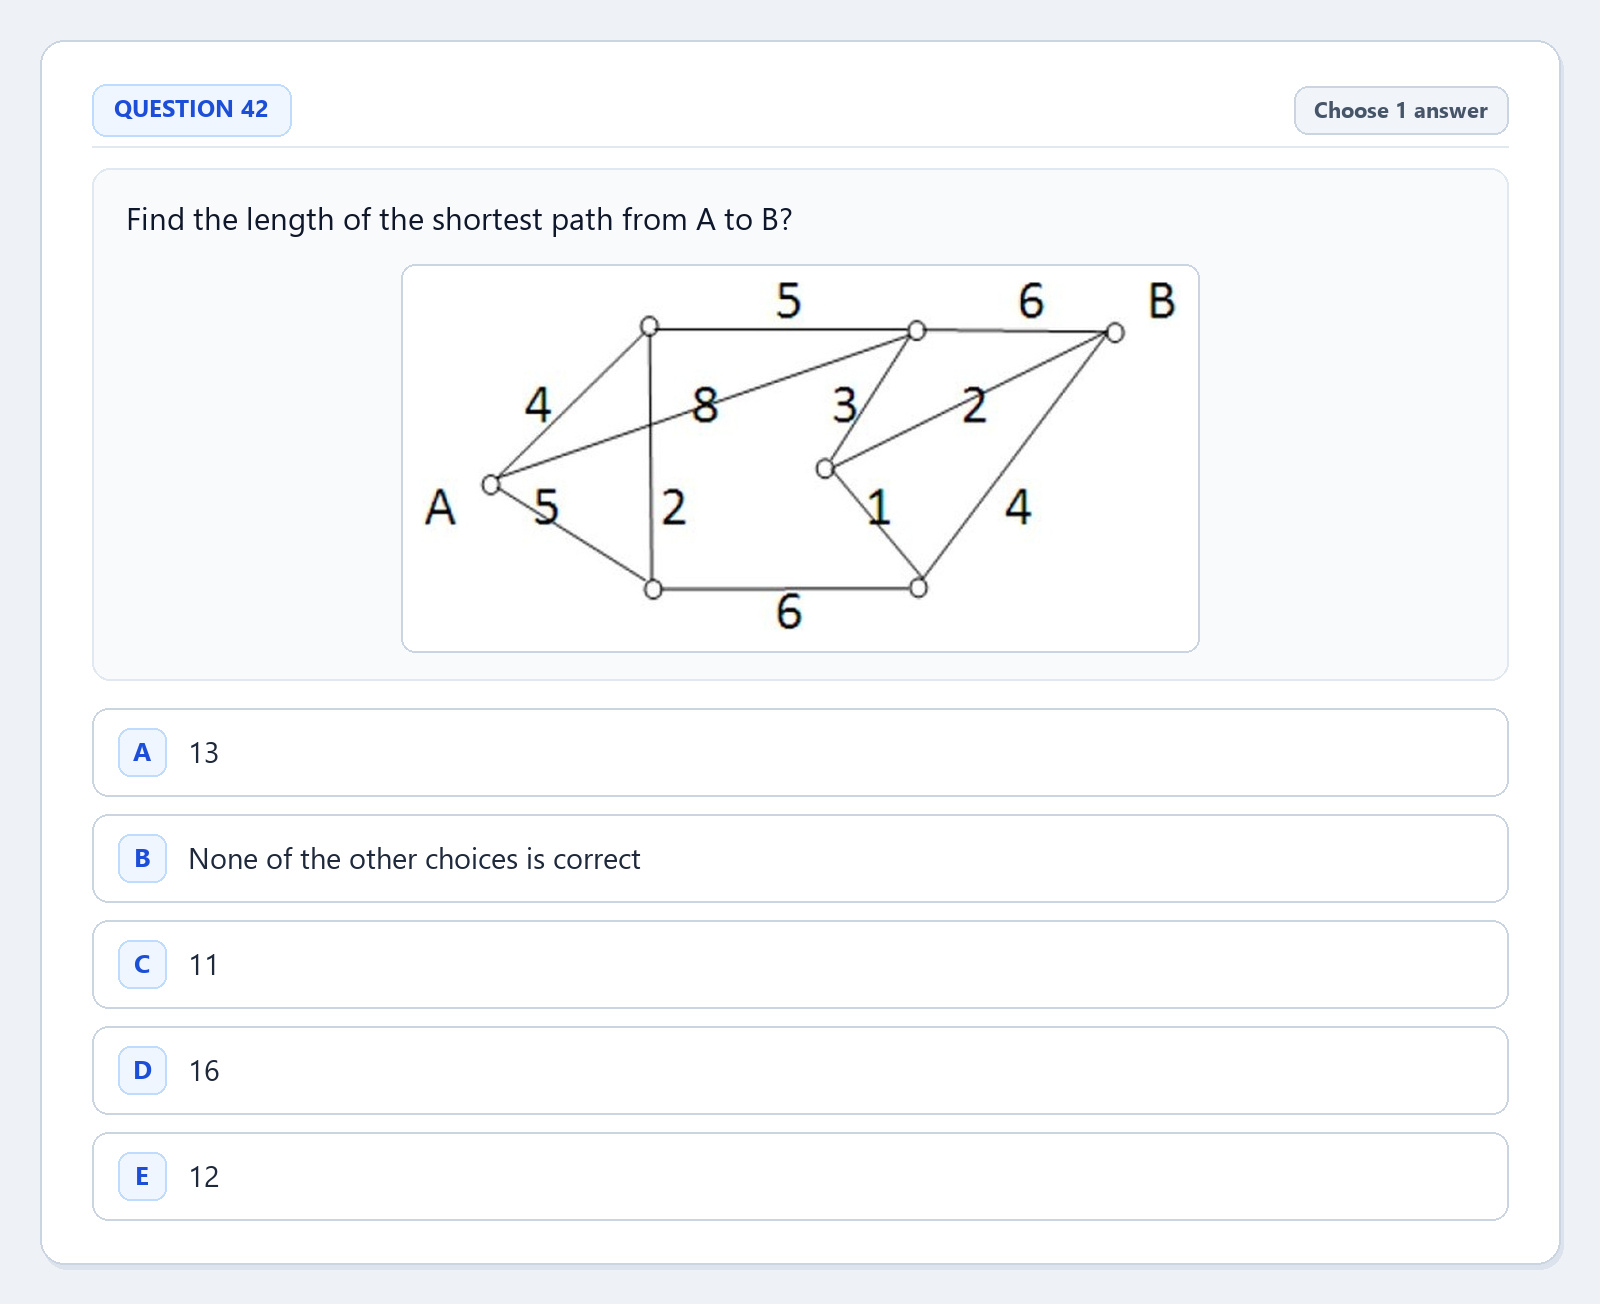 QUESTION 42
Choose 1 answer
Find the length of the shortest path from A to B?
5
6
B
4
8
3
2
A
5
2
1
4
6
A
13
B
None of the other choices is correct
C
11
D
16
E
12